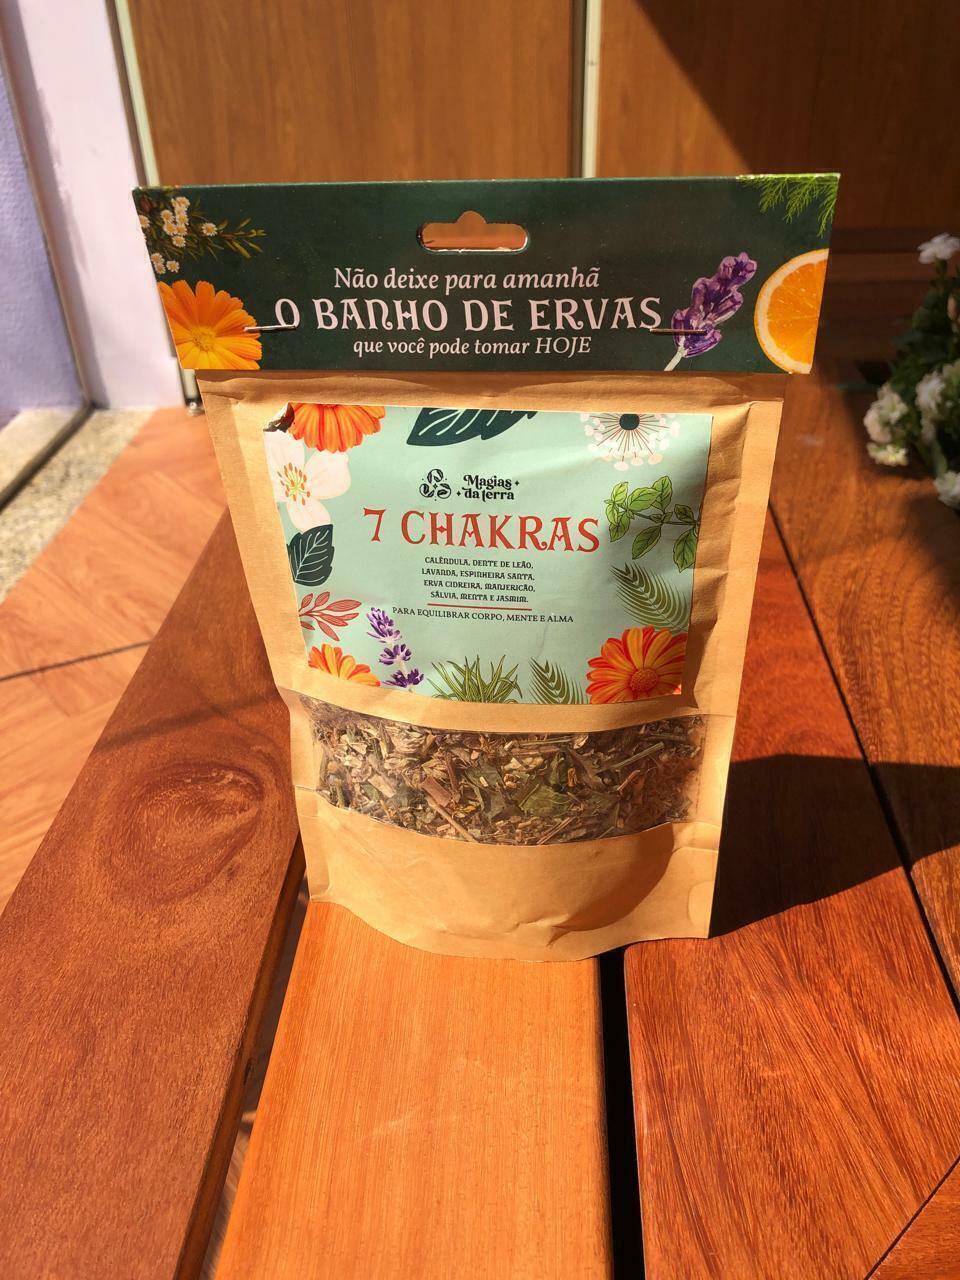 Não deixe para amanhã
O BANHO DE ERVAS
que você pode tomar HOJE
Magias
da terra
7 CHAKRAS
CALÊNDULA, DENTE DE LEÃO,
LAVANDA, ESPINHEIRA SANTA,
ERVA CIDREIRA, MANJERICÃO,
SÁLVIA, MENTA E JASMIM.
PARA EQUILIBRAR CORPO, MENTE E ALMA